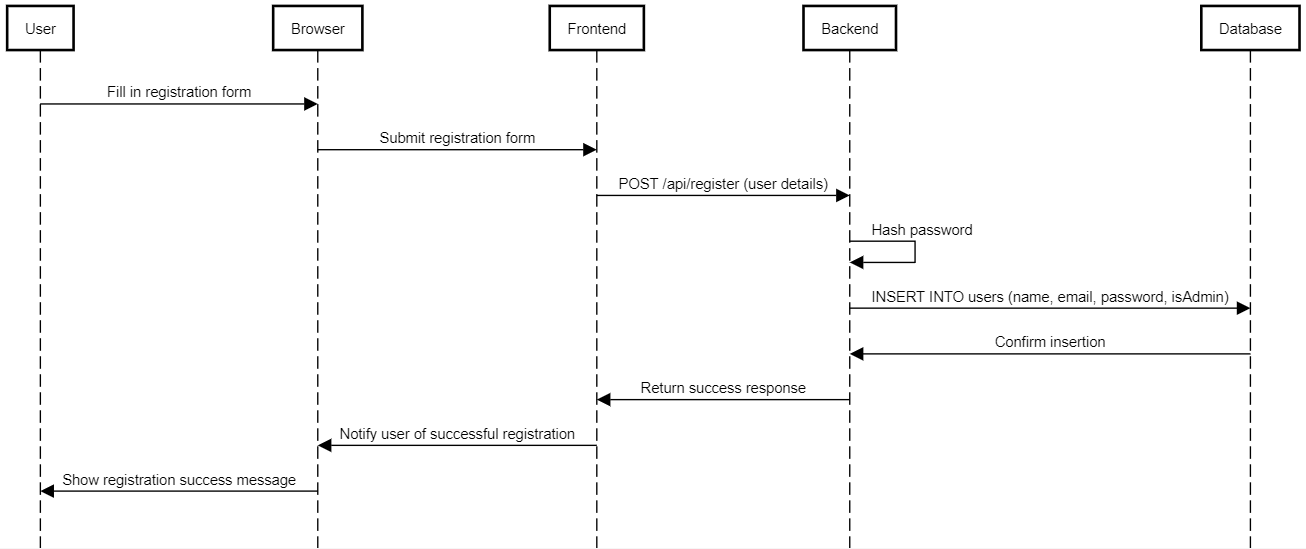 User
Browser
Frontend
Backend
Database
Fill in registration form
Submit registration form
POST /api/register (user details)
Hash password
INSERT INTO users (name, email, password, isAdmin)
Confirm insertion
Return success response
Notify user of successful registration
Show registration success message